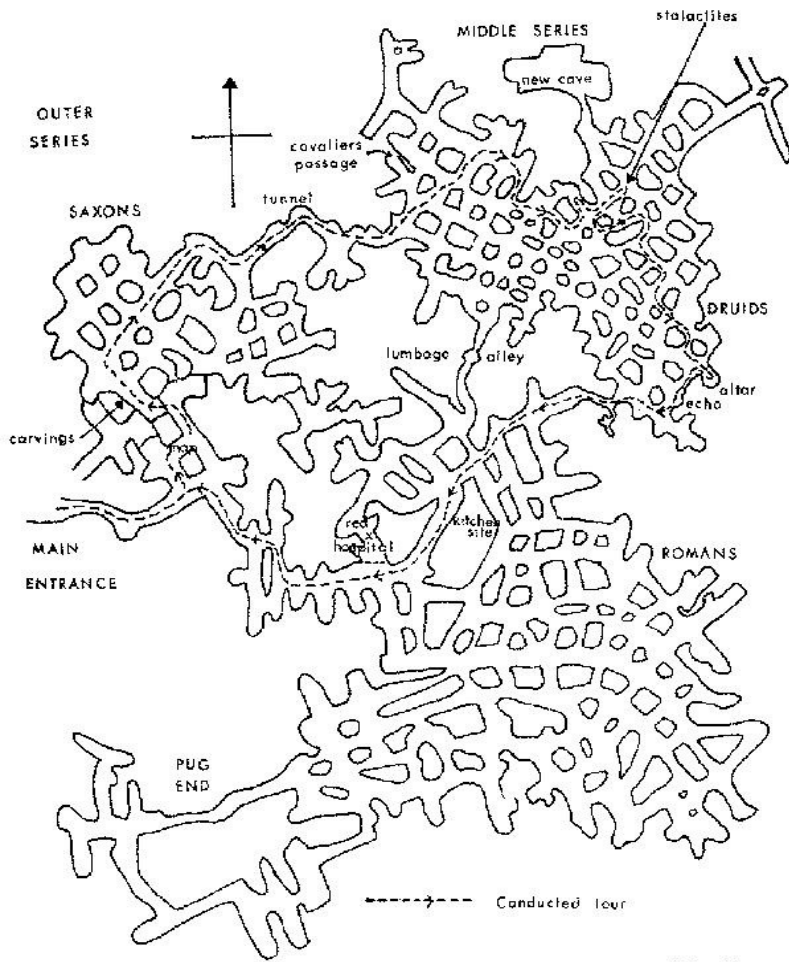 stalactites
MIDDLE SERIES
new cave
OUTER
SERIES
cavaliers
passage
tunnel
SAXONS
DRUIDS
lumbago alley
altar
echo
carvings
map
red
x
hospital
kitchen
site
MAIN
ENTRANCE
ROMANS
PUG
END
Conducted tour